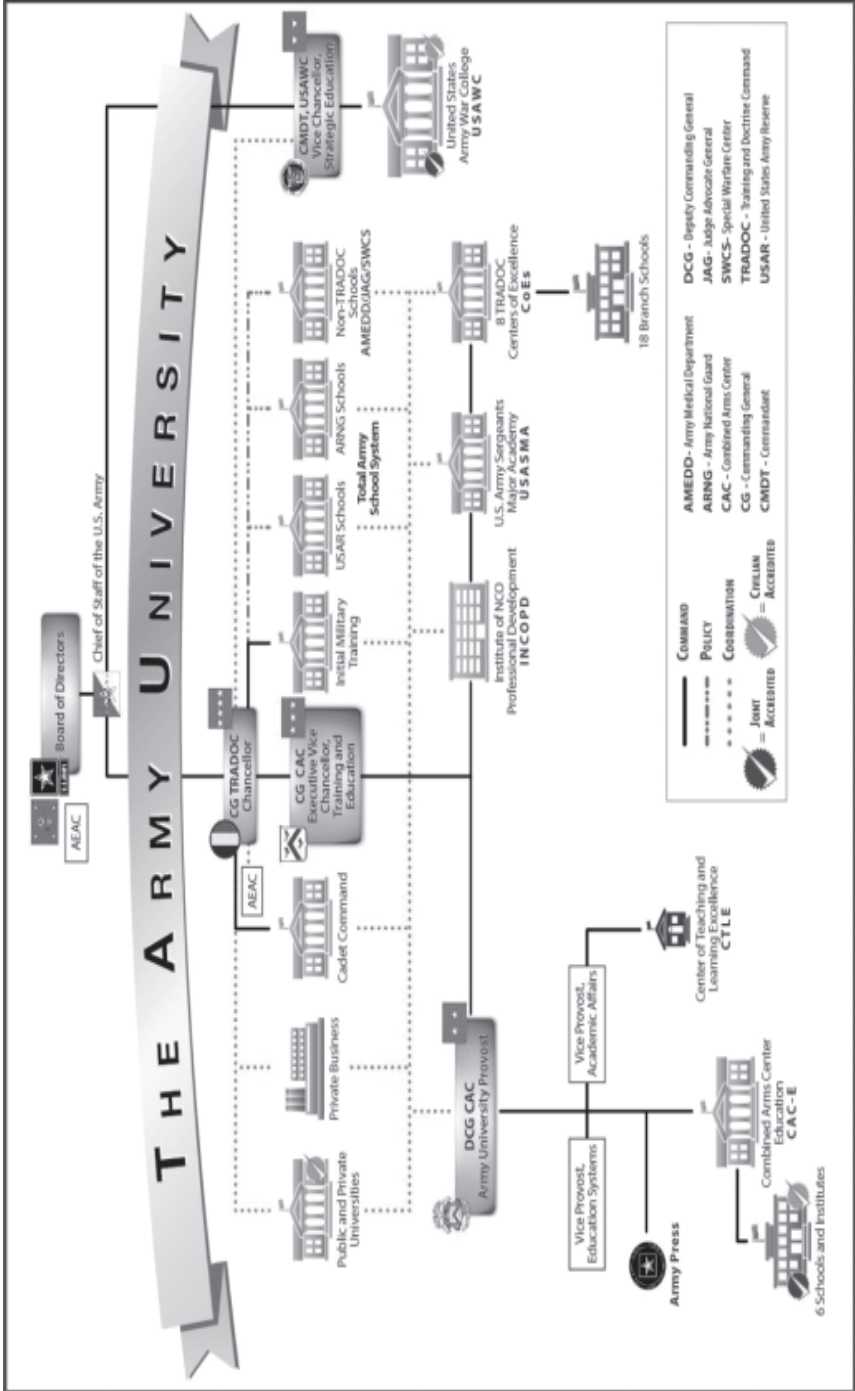 Board of Directors
AEAC
Chief of Staff of the U.S. Army
THE ARMY UNIVERSITY
CG TRADOC
Chancellor
AEAC
CG CAC
Executive Vice
Chancellor,
Training and
Education
CMDT, USAWC
Vice Chancellor,
Strategic Education
United States
Army War College
USAWC
Public and Private
Universities
Private Business
Cadet Command
Initial Military
Training
USAR Schools
ARNG Schools
Total Army
School System
Non-TRADOC
Schools
AMEDD/JAG/SWCS
DCG CAC
Army University Provost
Institute of NCO
Professional Development
INCOPD
U.S. Army Sergeants
Major Academy
USASMA
8 TRADOC
Centers of Excellence
CoEs
18 Branch Schools
Vice Provost,
Education Systems
Vice Provost,
Academic Affairs
Army Press
Center of Teaching and
Learning Excellence
CTLE
Combined Arms Center
Education
CAC-E
6 Schools and Institutes
COMMAND
POLICY
COORDINATION
= JOINT
ACCREDITED
= CIVILIAN
ACCREDITED
AMEDD- Army Medical Department
ARNG - Army National Guard
CAC - Combined Arms Center
CG - Commanding General
CMDT - Commandant
DCG - Deputy Commanding General
JAG- Judge Advocate General
SWCS- Special Warfare Center
TRADOC - Training and Doctrine Command
USAR - United States Army Reserve